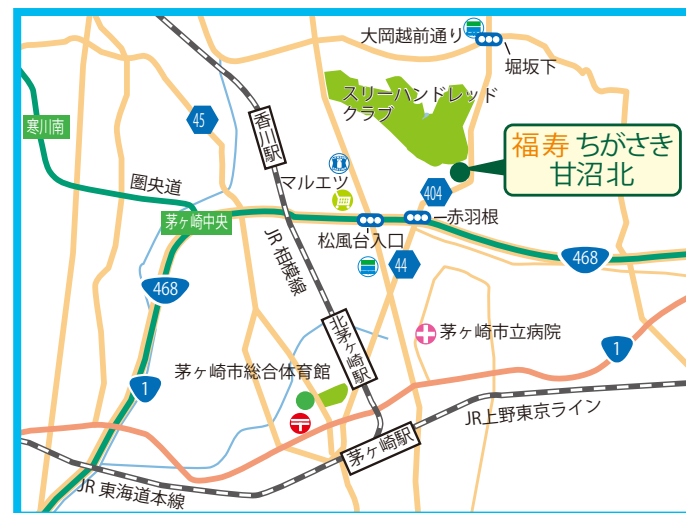 大岡越前通り
堀坂下
スリーハンドレッド
クラブ
寒川南
45
香川駅
福寿 ちがさき
甘沼北
マルエツ
圏央道
404
茅ヶ崎中央
赤羽根
松風台入口
JR 相模線
44
468
468
北茅ヶ崎駅
茅ヶ崎市立病院
1
茅ヶ崎市総合体育館
1
JR上野東京ライン
茅ヶ崎駅
JR 東海道本線